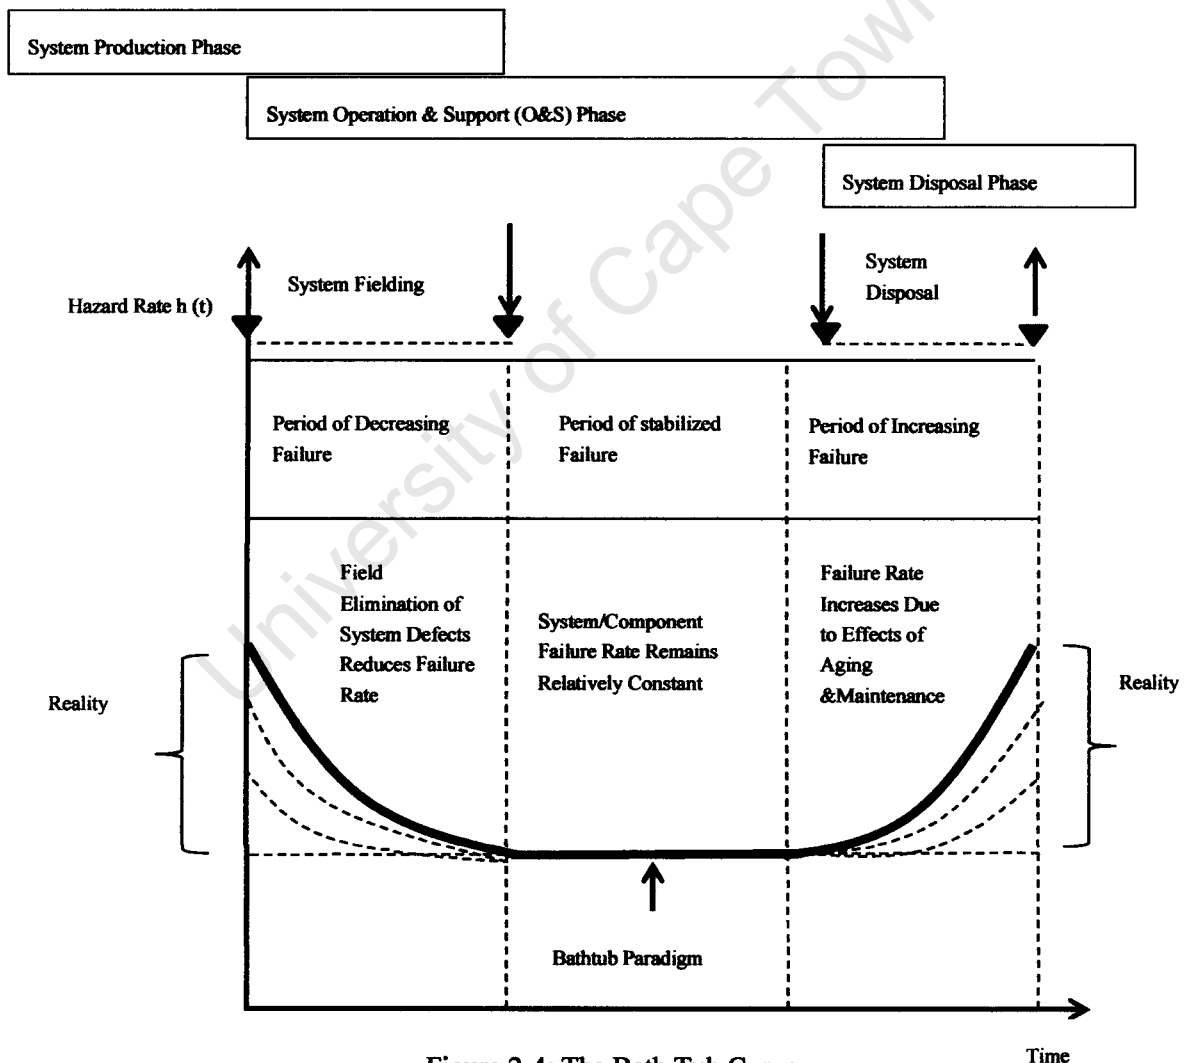 System Production Phase
System Operation & Support (O&S) Phase
System Disposal Phase
System Fielding
System
Disposal
Hazard Rate h (t)
Period of Decreasing
Failure
Period of stabilized
Failure
Period of Increasing
Failure
Field
Elimination of
System Defects
Reduces Failure
Rate
System/Component
Failure Rate Remains
Relatively Constant
Failure Rate
Increases Due
to Effects of
Aging
&Maintenance
Reality
Reality
Bathtub Paradigm
Time
Figure 2.4: The Bath Tub Curve
University of Cape Town